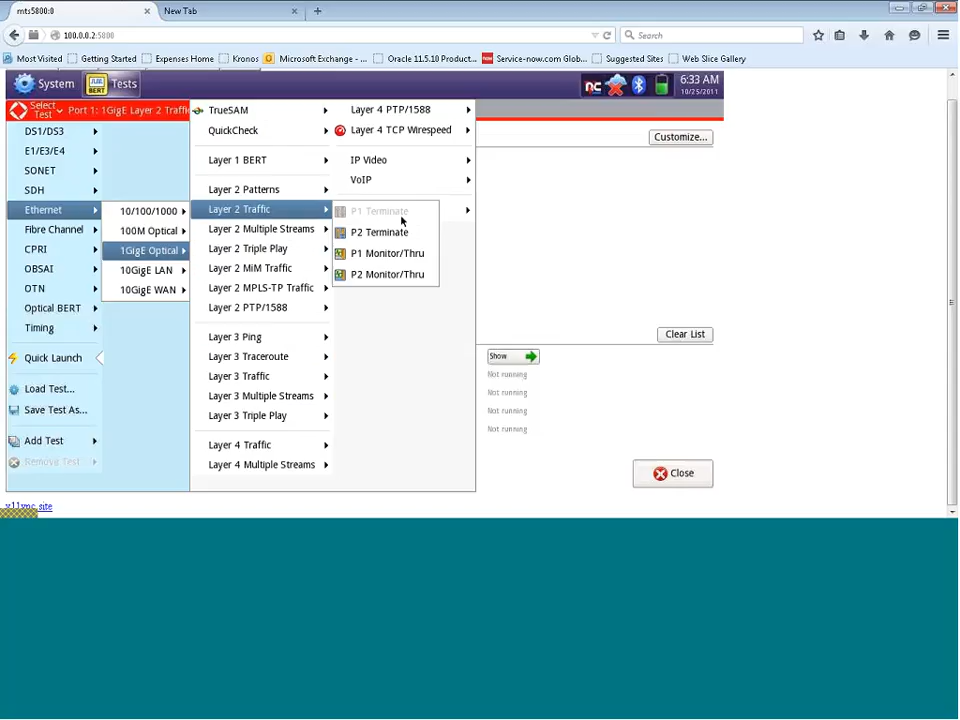 mts5800:0
New Tab
100.0.0.2:5800
Search
Most Visited Getting Started Expenses Home Kronos Microsoft Exchange - ... Oracle 11.5.10 Product... Service-now.com Glob... Suggested Sites Web Slice Gallery
System Tests
6:33 AM
10/25/2011
Select Test Port 1: 1GigE Layer 2 Traffi
DS1/DS3
E1/E3/E4
SONET
SDH
Ethernet
Fibre Channel
CPRI
OBSAI
OTN
Optical BERT
Timing
Quick Launch
Load Test...
Save Test As...
Add Test
Remove Test
10/100/1000
100M Optical
1GigE Optical
10GigE LAN
10GigE WAN
TrueSAM
QuickCheck
Layer 1 BERT
Layer 2 Patterns
Layer 2 Traffic
Layer 2 Multiple Streams
Layer 2 Triple Play
Layer 2 MiM Traffic
Layer 2 MPLS-TP Traffic
Layer 2 PTP/1588
Layer 3 Ping
Layer 3 Traceroute
Layer 3 Traffic
Layer 3 Multiple Streams
Layer 3 Triple Play
Layer 4 Traffic
Layer 4 Multiple Streams
Layer 4 PTP/1588
Layer 4 TCP Wirespeed
IP Video
VoIP
P1 Terminate
P2 Terminate
P1 Monitor/Thru
P2 Monitor/Thru
Customize...
Clear List
Show
Not running
Not running
Not running
Not running
Close